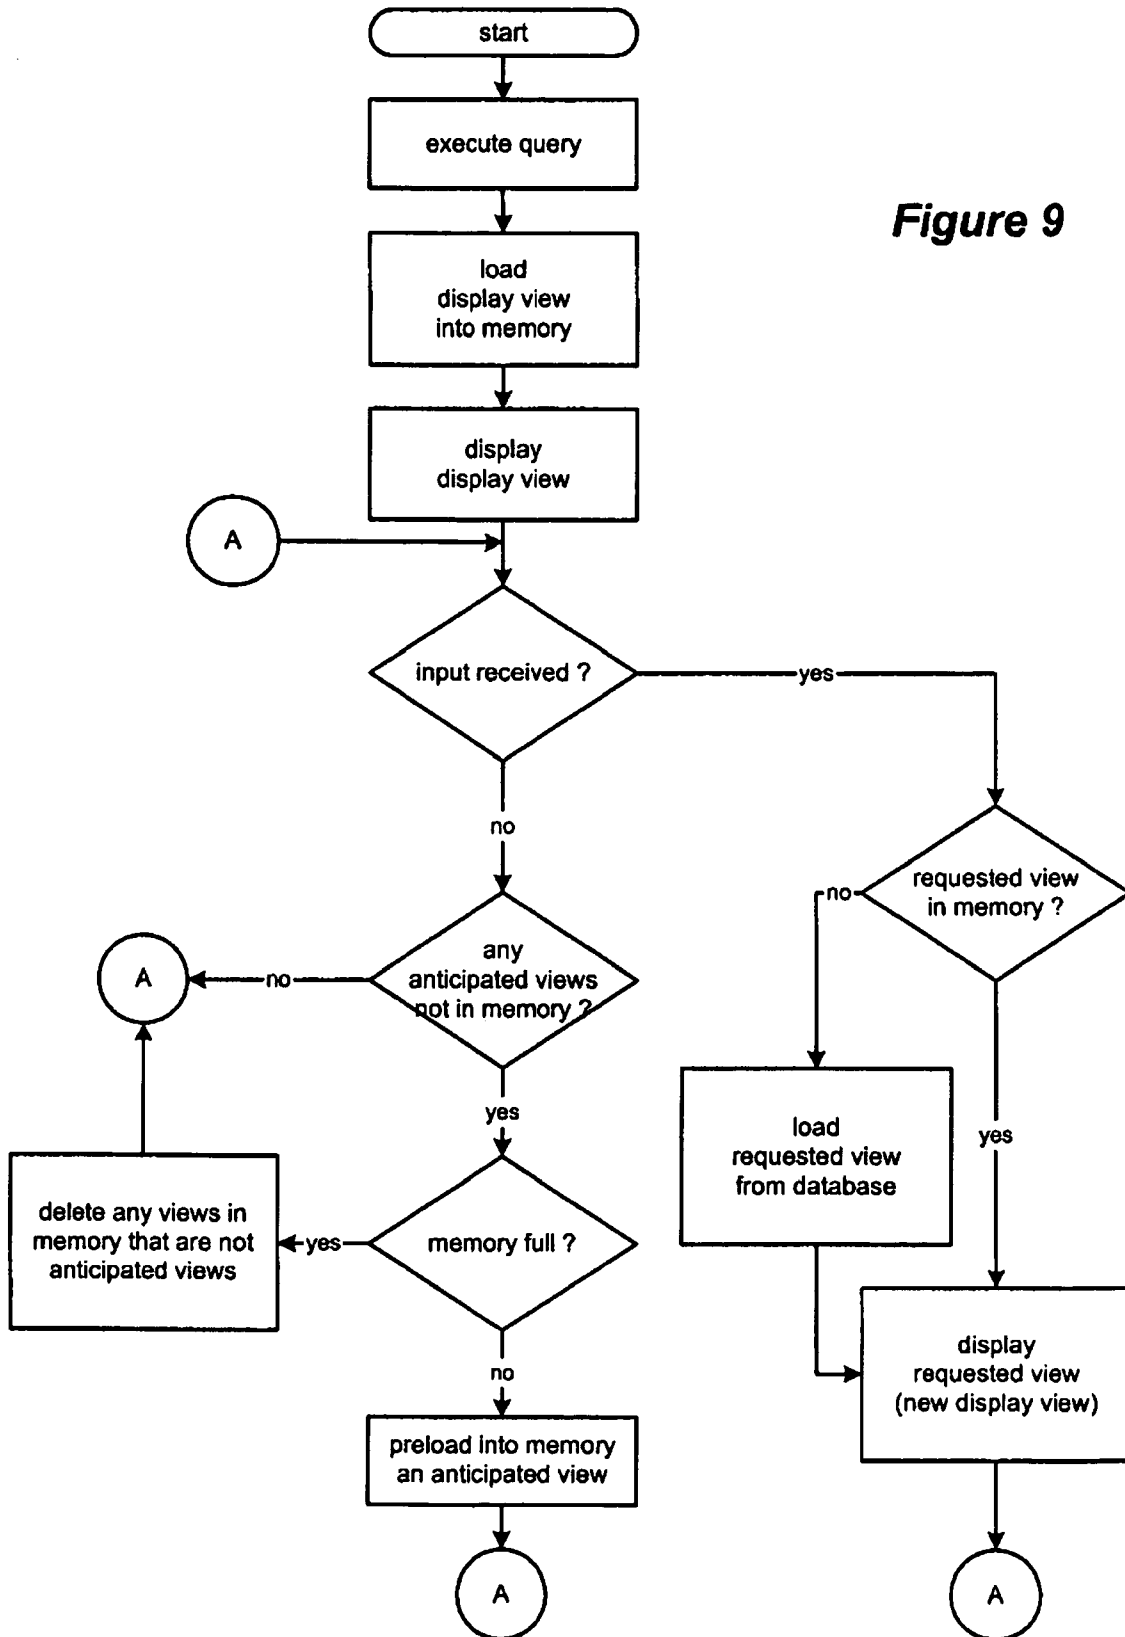 start
execute query
Figure 9
load
display view
into memory
display
display view
A
input received ?
yes
no
requested view
in memory ?
no
any
anticipated views
not in memory ?
A
no
yes
load
requested view
from database
yes
delete any views in
memory that are not
anticipated views
yes
memory full ?
display
requested view
(new display view)
no
preload into memory
an anticipated view
A
A